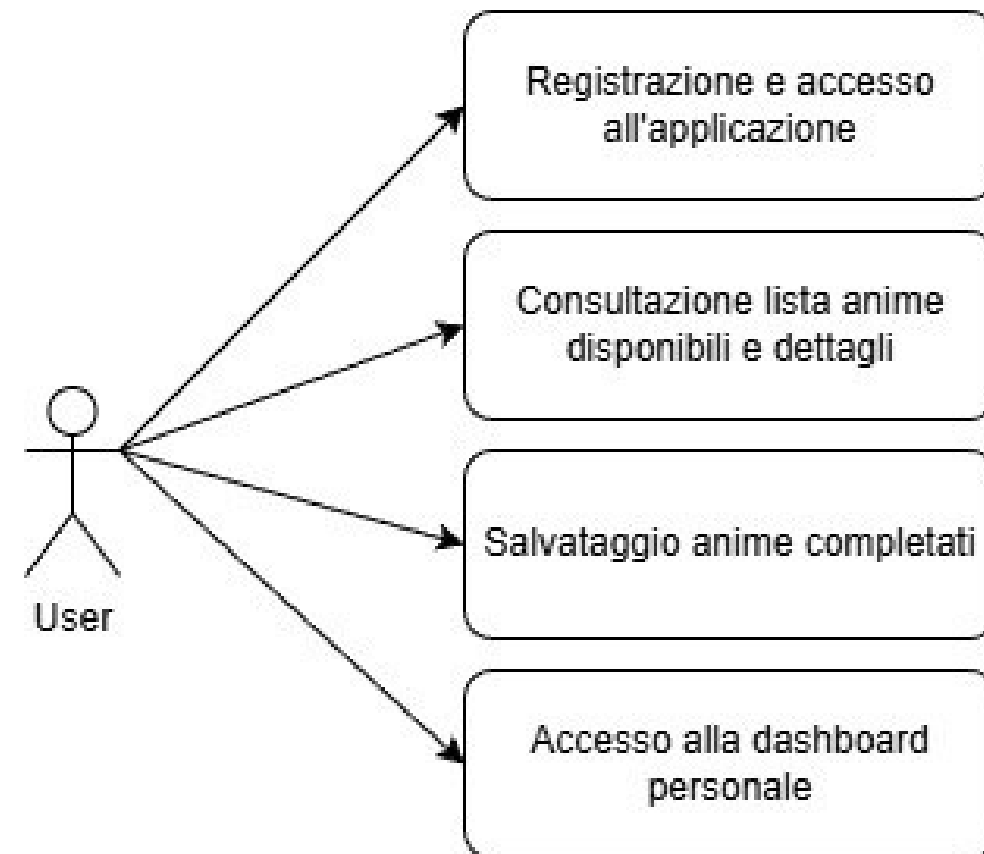 Registrazione e accesso
all'applicazione
Consultazione lista anime
disponibili e dettagli
Salvataggio anime completati
User
Accesso alla dashboard
personale